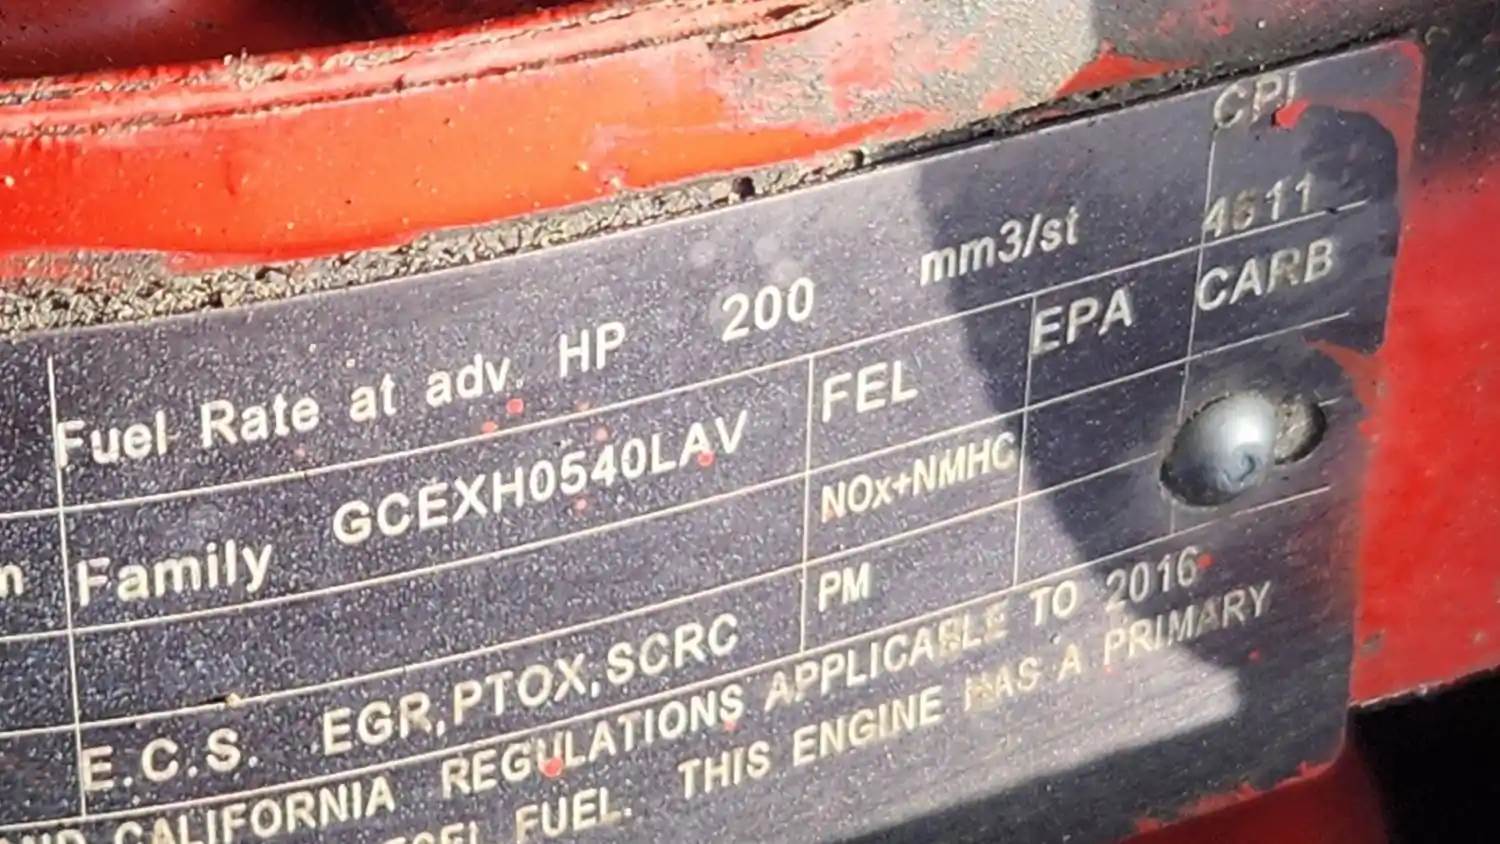 CPL
Fuel Rate at adv. HP 200 mm3/st 4611
Family GCEXH0540LAV FEL EPA CARB
NOx+NMHC
E.C.S. EGR,PTOX,SCRC PM
CALIFORNIA REGULATIONS APPLICABLE TO 2016
FUEL. THIS ENGINE HAS A PRIMARY